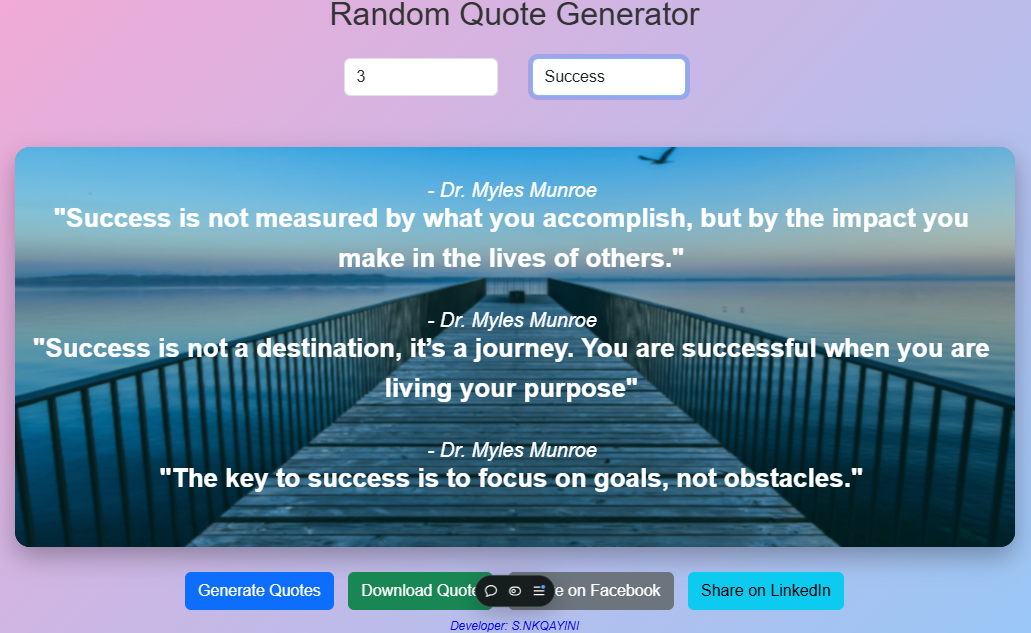 Random Quote Generator
3
Success
- Dr. Myles Munroe
"Success is not measured by what you accomplish, but by the impact you
make in the lives of others."
- Dr. Myles Munroe
"Success is not a destination, it’s a journey. You are successful when you are
living your purpose"
- Dr. Myles Munroe
"The key to success is to focus on goals, not obstacles."
Generate Quotes
Download Quote
on Facebook
Share on LinkedIn
Developer: S.NKQAYINI